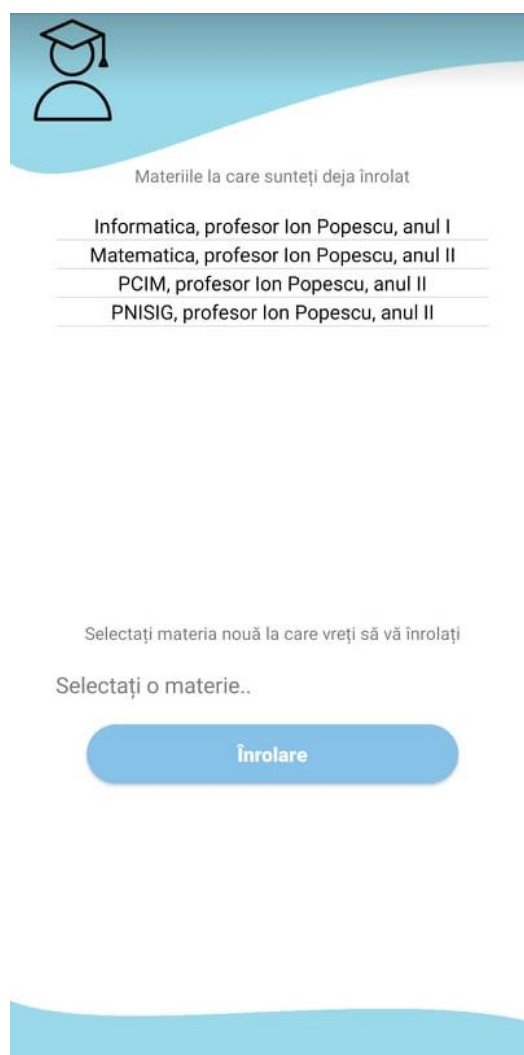 Materiile la care sunteți deja înrolat
Informatica, profesor Ion Popescu, anul I
Matematica, profesor Ion Popescu, anul II
PCIM, profesor Ion Popescu, anul II
PNISIG, profesor Ion Popescu, anul II
Selectați materia nouă la care vreți să vă înrolați
Selectați o materie..
Înrolare